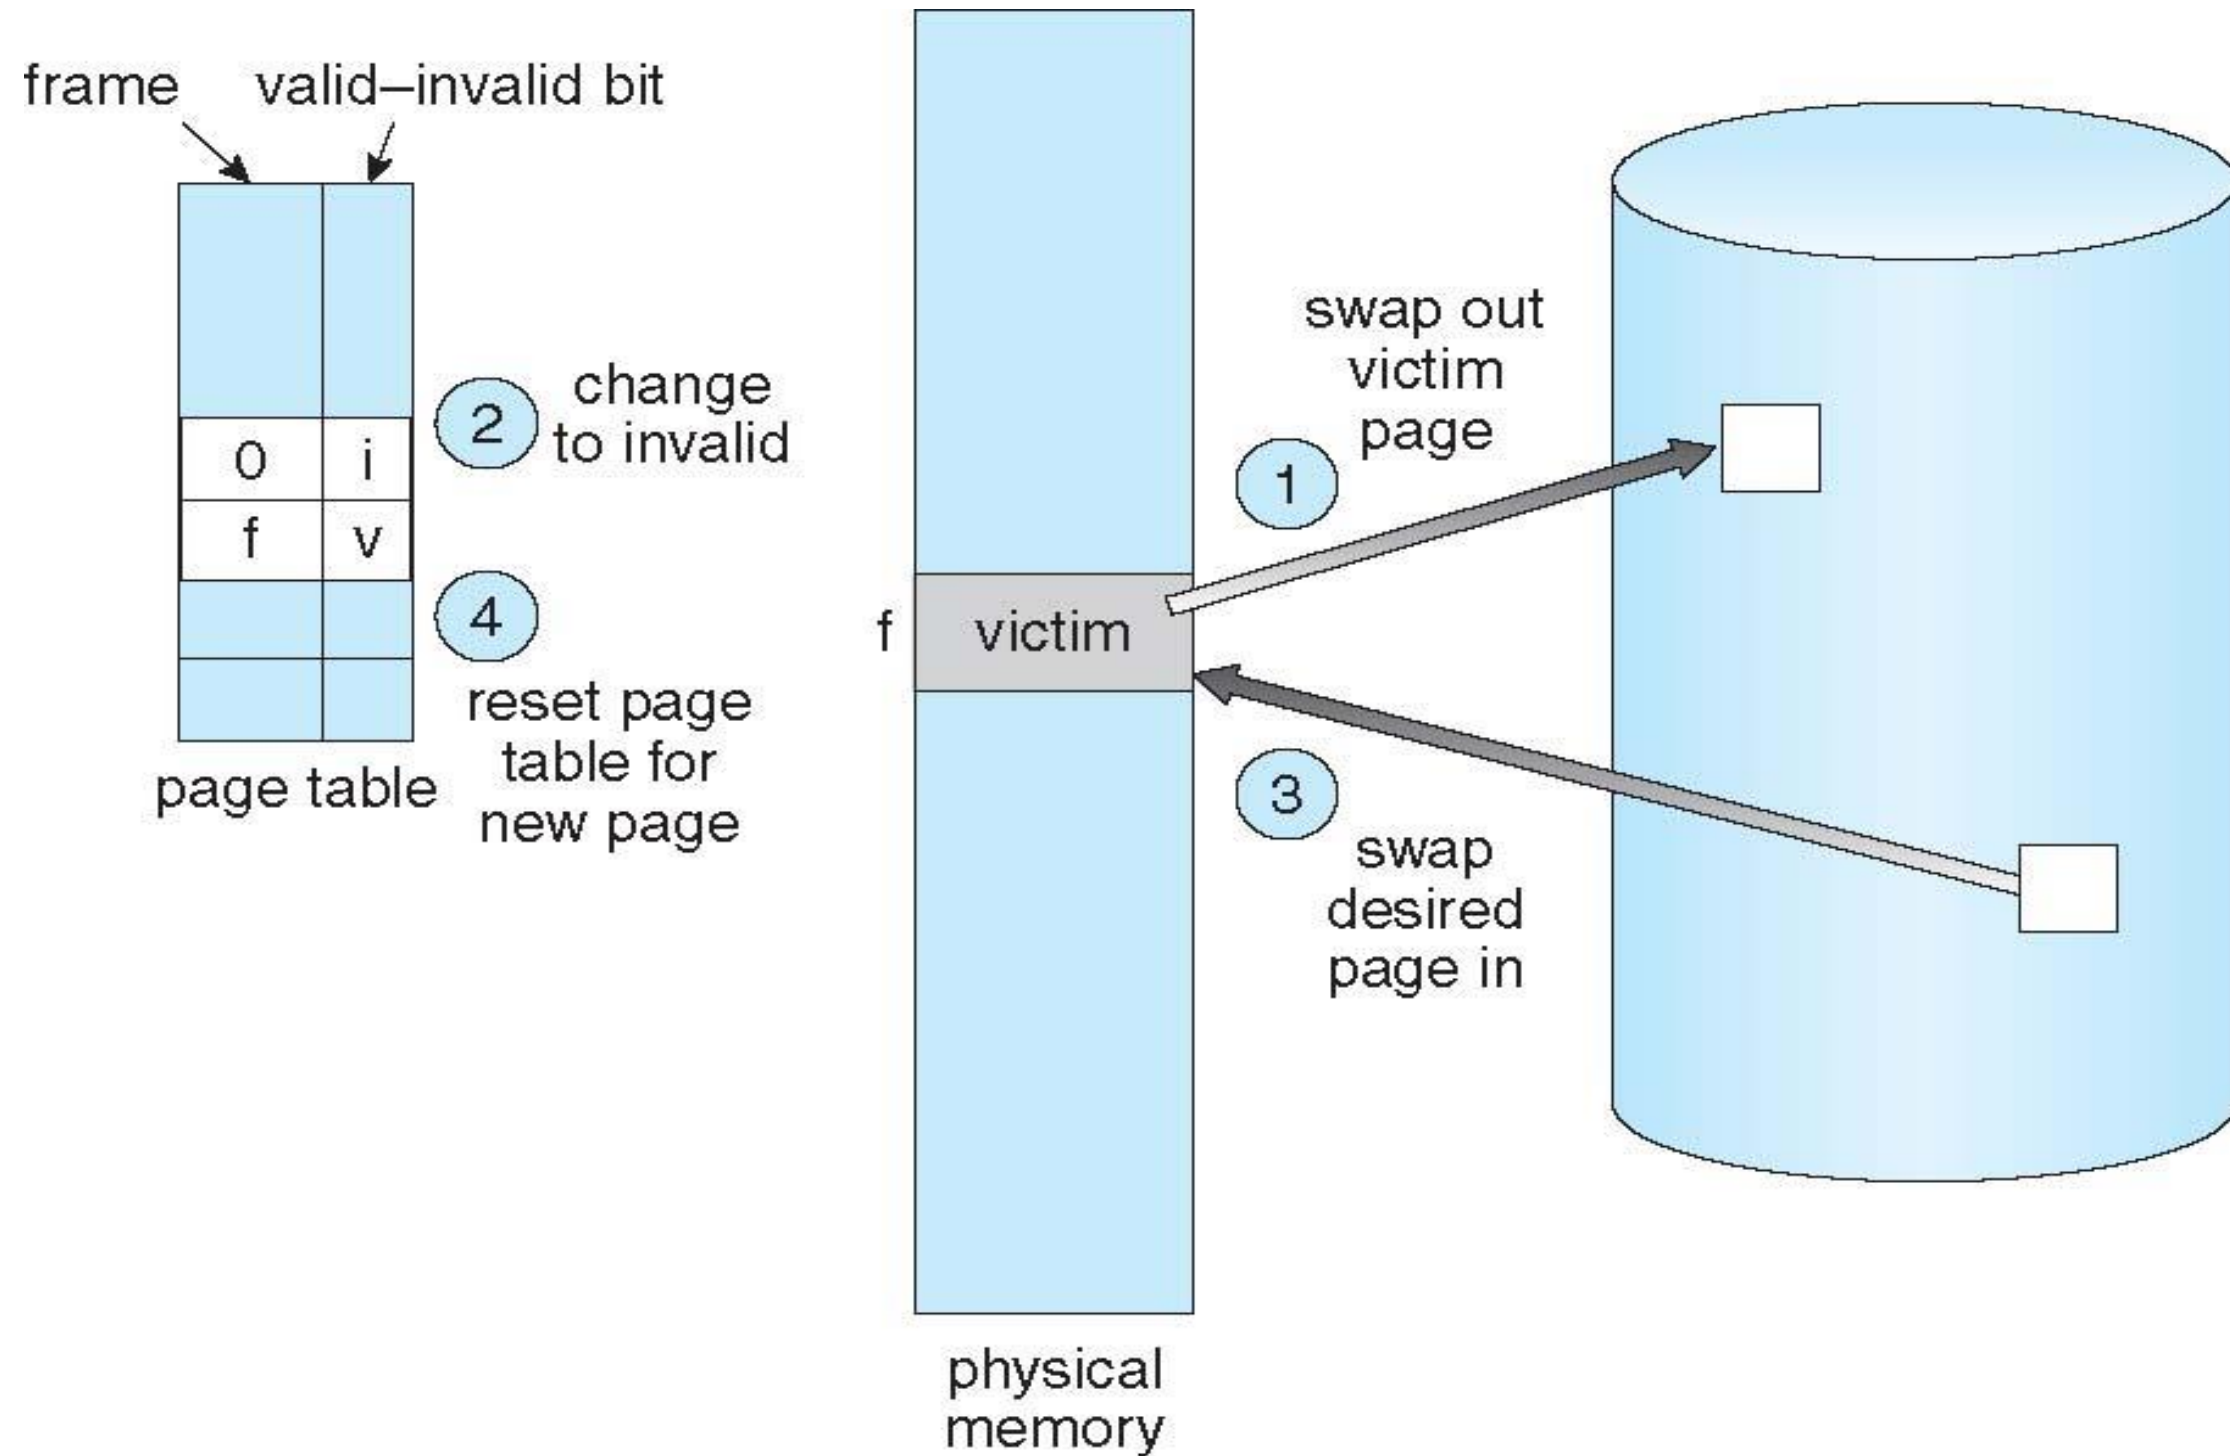 frame
valid–invalid bit
0
i
f
v
page table
2
change
to invalid
4
reset page
table for
new page
f
victim
physical
memory
1
swap out
victim
page
3
swap
desired
page in